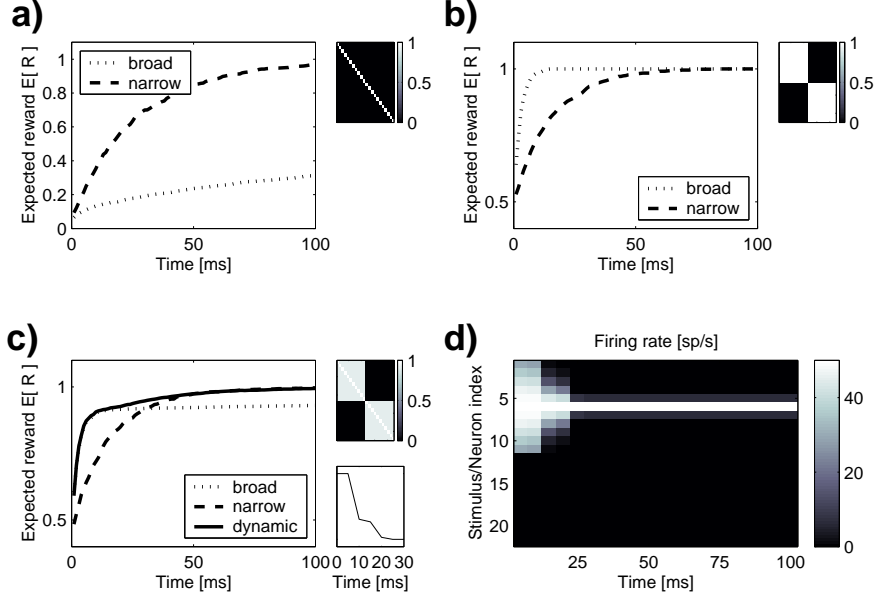 a)
Expected reward E[ R ]
1
0.8
0.6
0.4
0.2
0
broad
narrow
0
50
100
Time [ms]
1
0.5
0
b)
Expected reward E[ R ]
1
0.5
broad
narrow
0
50
100
Time [ms]
1
0.5
0
c)
Expected reward E[ R ]
1
0.5
broad
narrow
dynamic
0
50
100
Time [ms]
1
0.5
0
0
10
20
30
Time [ms]
d)
Firing rate [sp/s]
Stimulus/Neuron index
5
10
15
20
25
50
75
100
Time [ms]
40
20
0